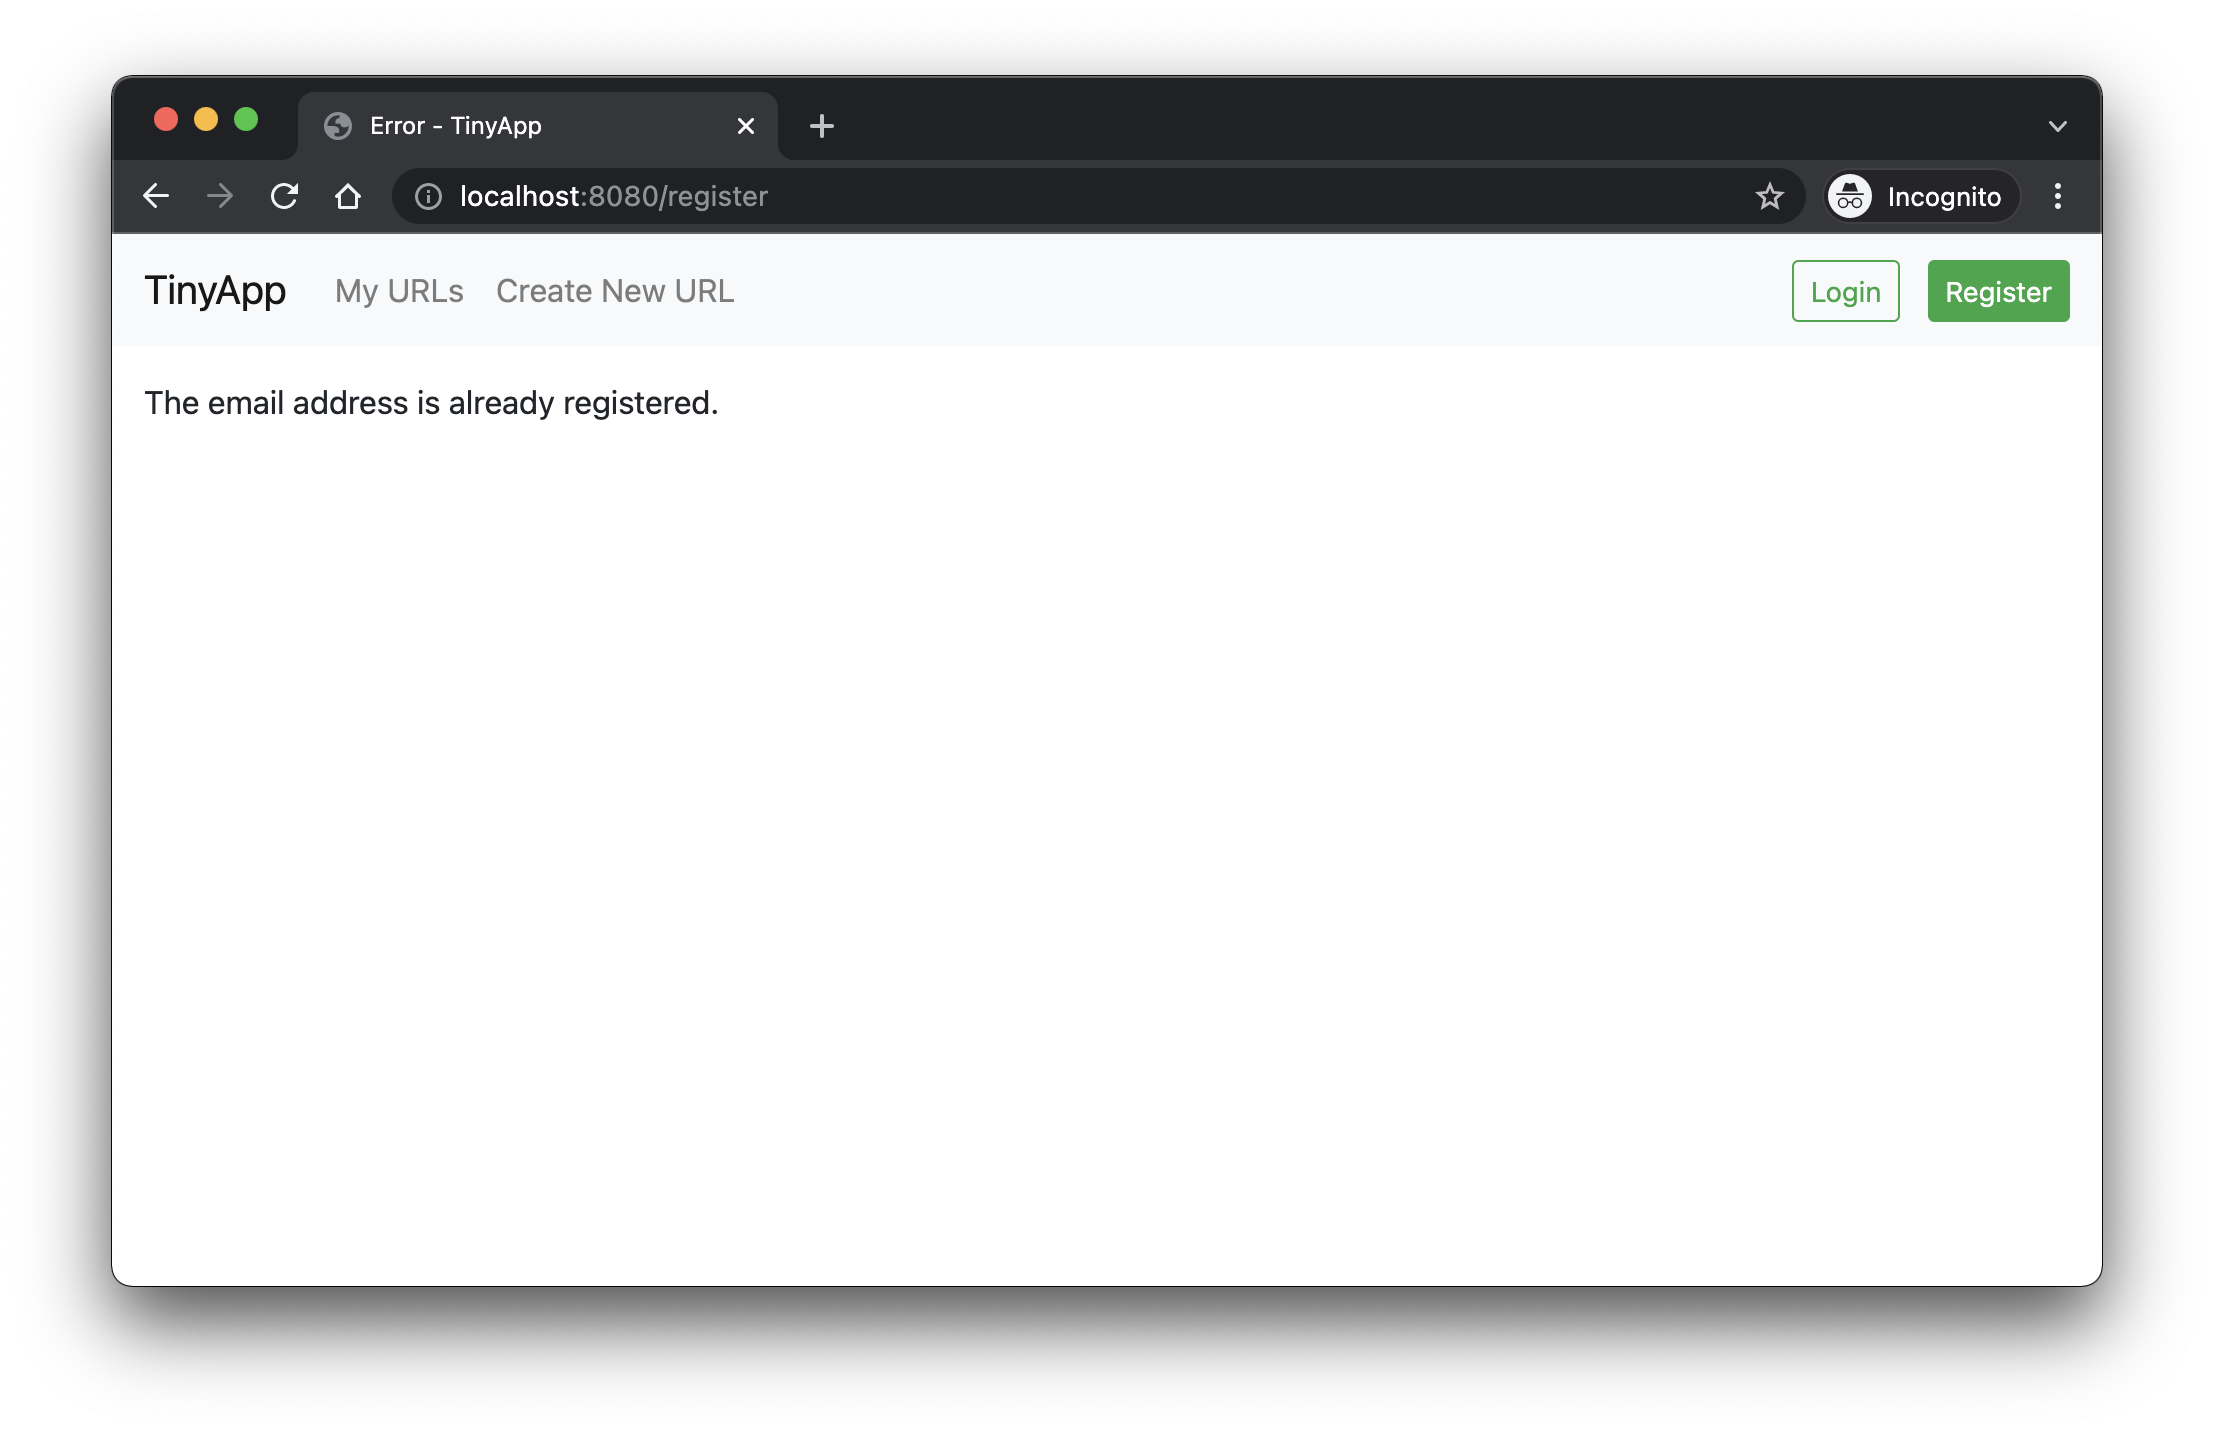 Error - TinyApp
localhost:8080/register
Incognito
TinyApp My URLs Create New URL Login Register
The email address is already registered.